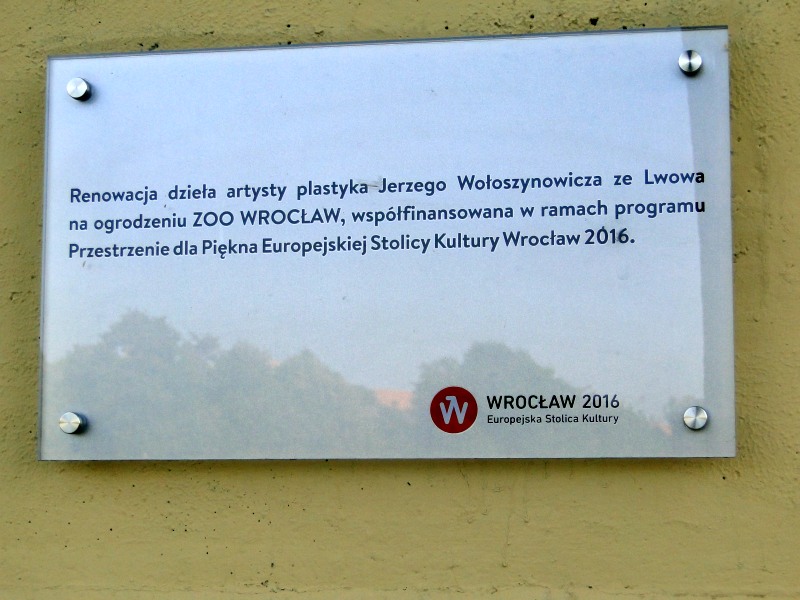 Renowacja dzieła artysty plastyka Jerzego Wołoszynowicza ze Lwowa
na ogrodzeniu ZOO WROCŁAW, współfinansowana w ramach programu
Przestrzenie dla Piękna Europejskiej Stolicy Kultury Wrocław 2016.
W WROCŁAW 2016
Europejska Stolica Kultury